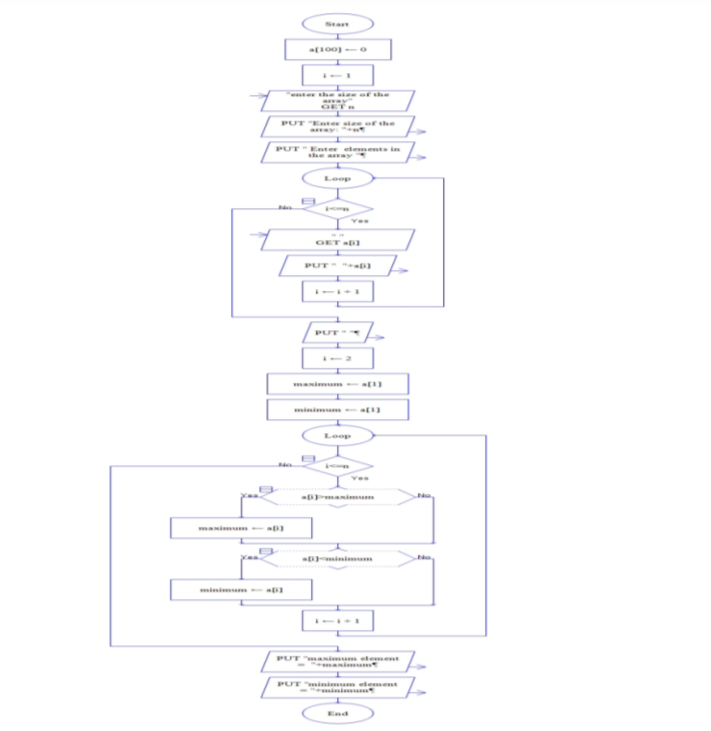 Start
a[100] ← 0
i ← 1
"enter the size of the
array"
GET n
PUT "Enter size of the
array: "+n¶
PUT " Enter  elements in
the array "¶
Loop
No
i<=n
Yes
" "
GET a[i]
PUT " "+a[i]
i ← i + 1
PUT " "¶
i ← 2
maximum ← a[1]
minimum ← a[1]
Loop
No
i<=n
Yes
Yes
a[i]>maximum
No
maximum ← a[i]
Yes
No
minimum ← a[i]
i ← i + 1
PUT "maximum element
= "+maximum¶
PUT "minimum element
= "+minimum¶
End